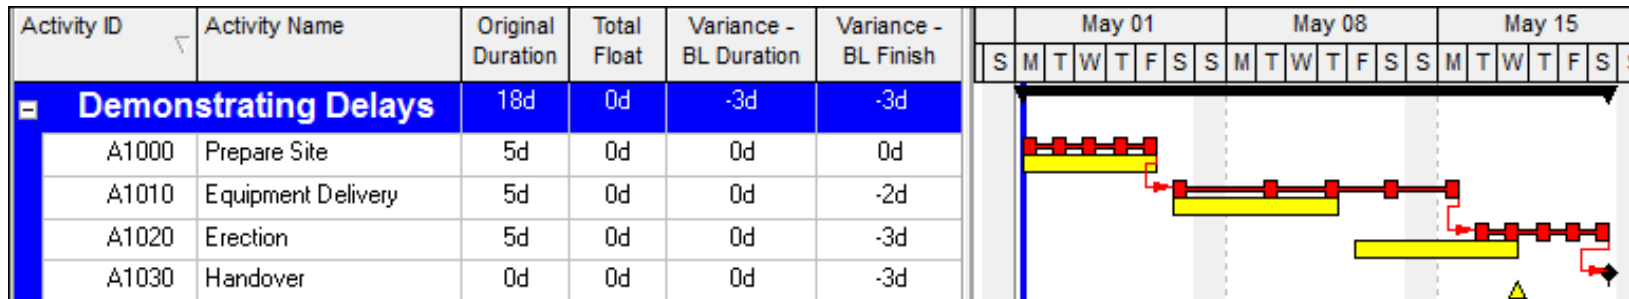 Activity ID Activity Name Original Duration Total Float Variance - BL Duration Variance - BL Finish May 01 May 08 May 15
S M T W T F S S M T W T F S S M T W T F S
Demonstrating Delays 18d 0d -3d -3d
A1000 Prepare Site 5d 0d 0d 0d
A1010 Equipment Delivery 5d 0d 0d -2d
A1020 Erection 5d 0d 0d -3d
A1030 Handover 0d 0d 0d -3d